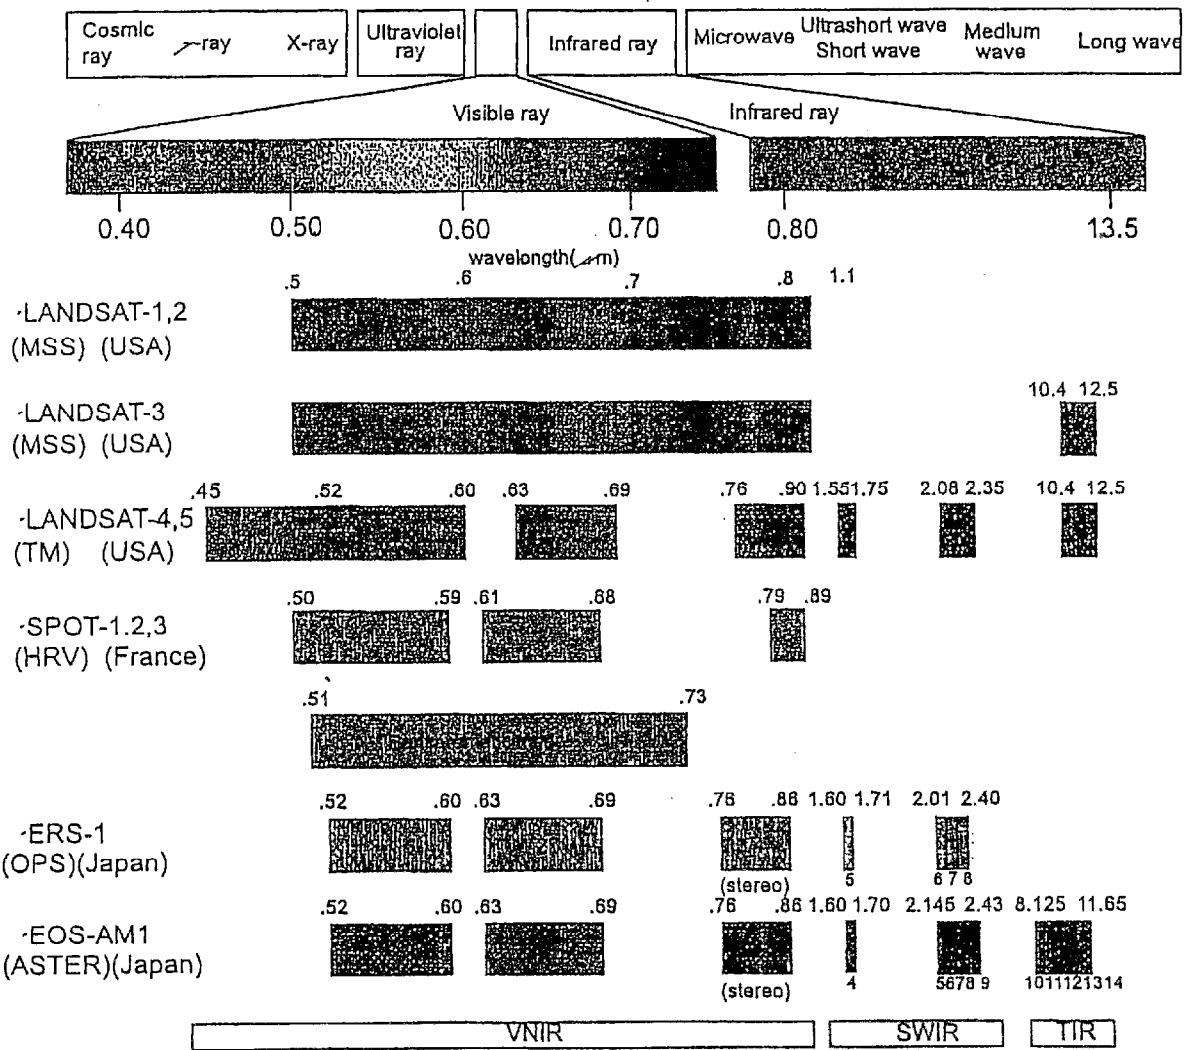 Cosmic ray
γ-ray
X-ray
Ultraviolet ray
Infrared ray
Microwave
Ultrashort wave
Short wave
Medium wave
Long wave
Visible ray
Infrared ray
0.40 0.50 0.60 0.70 0.80 13.5
wavelongth(μm)
.5 .6 .7 .8 1.1
·LANDSAT-1,2
(MSS) (USA)
10.4 12.5
·LANDSAT-3
(MSS) (USA)
.45 .52 .60 .63 .69 .76 .90 1.55 1.75 2.08 2.35 10.4 12.5
·LANDSAT-4,5
(TM) (USA)
.50 .59 .61 .68 .79 .89
·SPOT-1.2,3
(HRV) (France)
.51 .73
.52 .60 .63 .69 .76 .86 1.60 1.71 2.01 2.40
·ERS-1
(OPS)(Japan)
(stereo) 5 6 7 8
.52 .60 .63 .69 .76 .86 1.60 1.70 2.145 2.43 8.125 11.65
·EOS-AM1
(ASTER)(Japan)
(stereo) 4 5678 9 1011121314
VNIR SWIR TIR